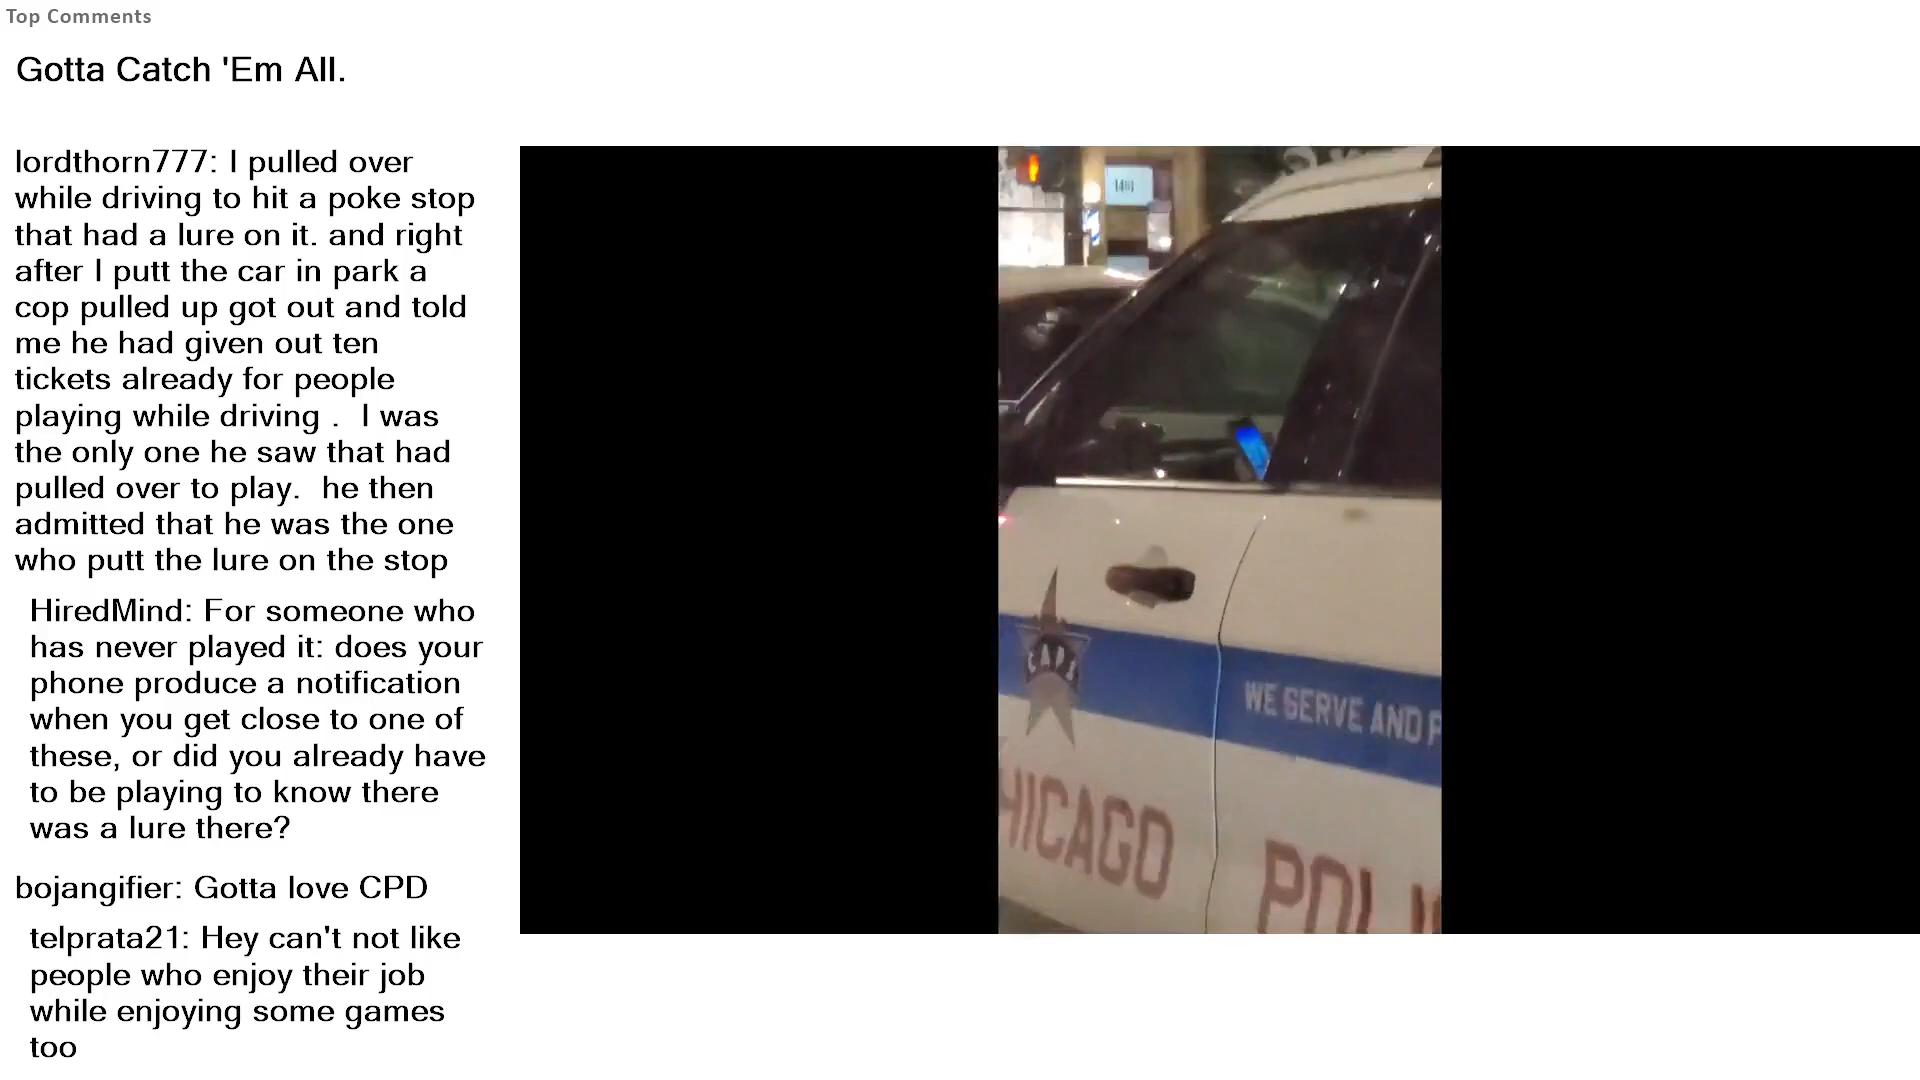 Top Comments
Gotta Catch 'Em All.
lordthorn777: I pulled over
while driving to hit a poke stop
that had a lure on it. and right
after I putt the car in park a
cop pulled up got out and told
me he had given out ten
tickets already for people
playing while driving .  I was
the only one he saw that had
pulled over to play.  he then
admitted that he was the one
who putt the lure on the stop
HiredMind: For someone who
has never played it: does your
phone produce a notification
when you get close to one of
these, or did you already have
to be playing to know there
was a lure there?
bojangifier: Gotta love CPD
telprata21: Hey can't not like
people who enjoy their job
while enjoying some games
too
CAPS
WE SERVE AND P
HICAGO
POLI